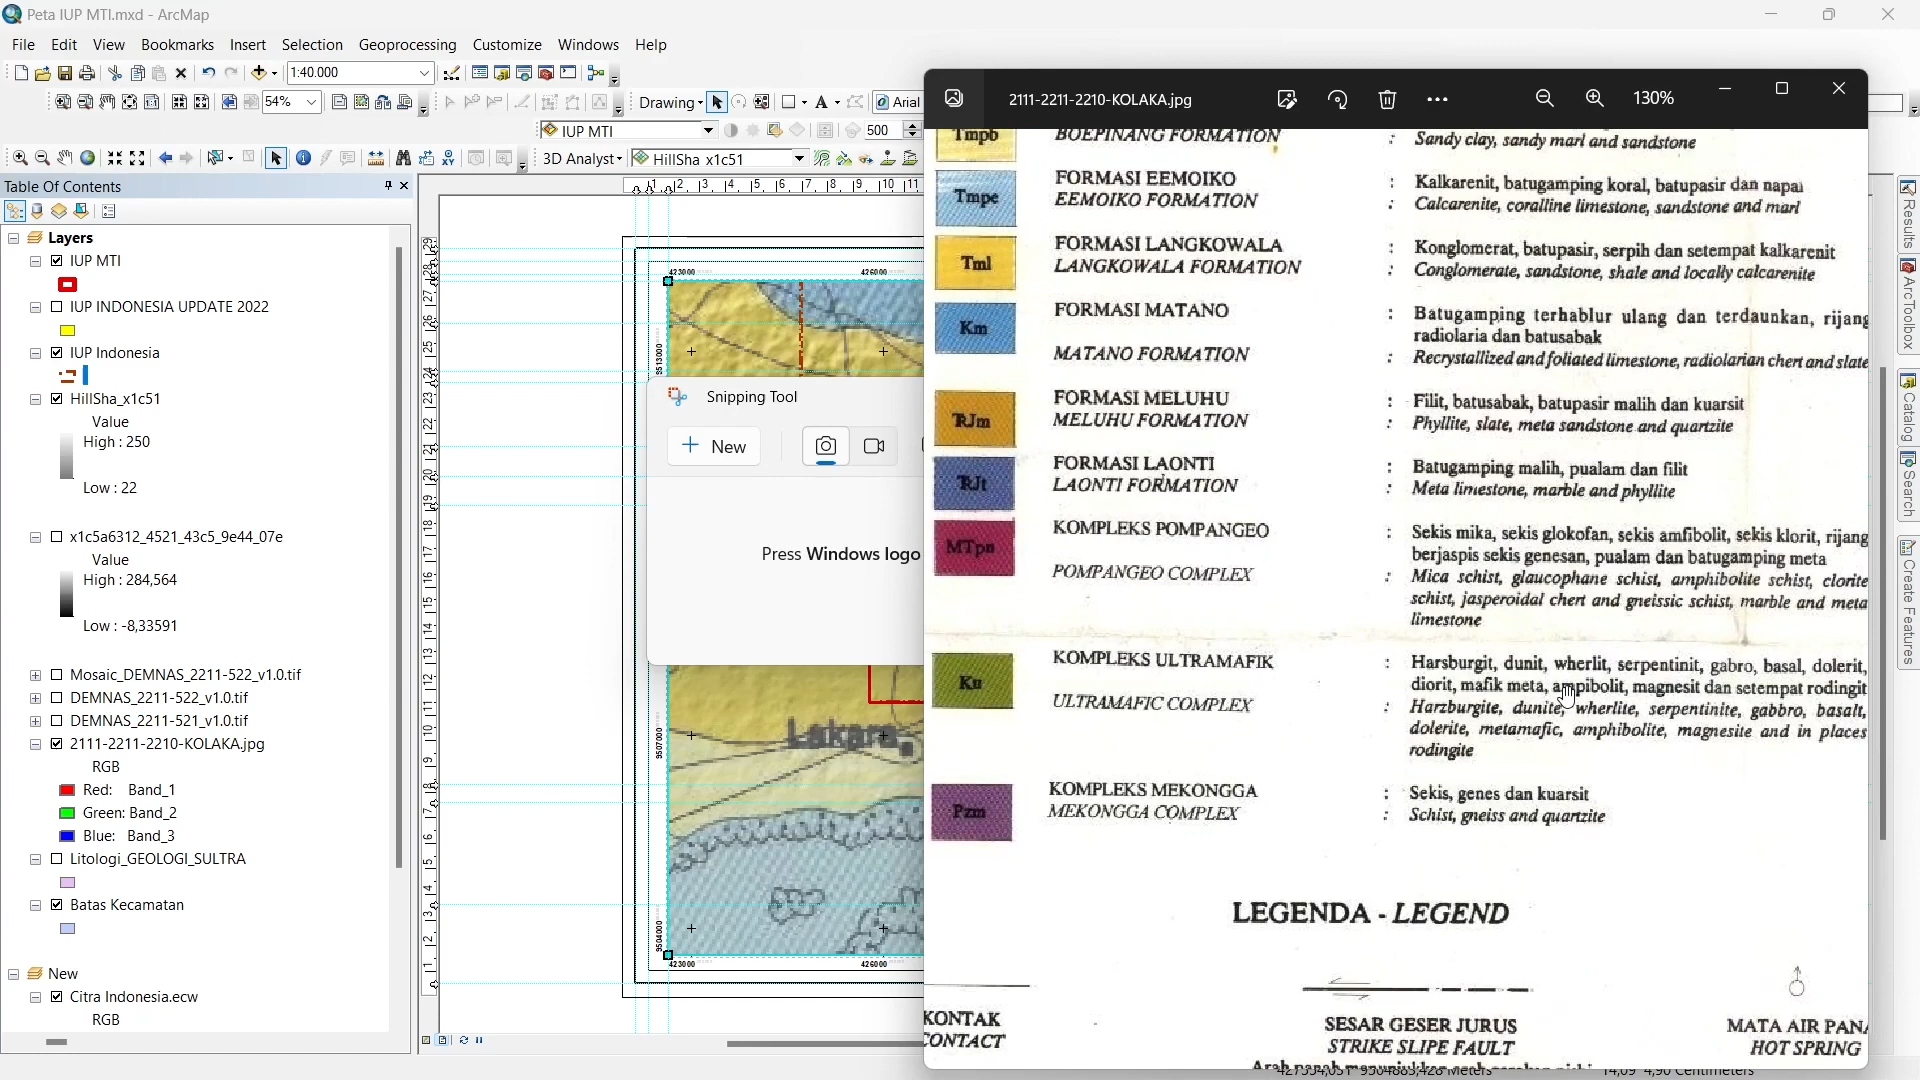 Peta IUP MTI.mxd - ArcMap
File Edit View Bookmarks Insert Selection Geoprocessing Customize Windows Help
1:40.000
54%
Drawing
Arial
IUP MTI
500
3D Analyst
HillSha_x1c51
Table Of Contents
Layers
IUP MTI
IUP INDONESIA UPDATE 2022
IUP Indonesia
HillSha_x1c51
Value
High : 250
Low : 22
x1c5a6312_4521_43c5_9e44_07e
Value
High : 284,564
Low : -8,33591
Mosaic_DEMNAS_2211-522_v1.0.tif
DEMNAS_2211-522_v1.0.tif
DEMNAS_2211-521_v1.0.tif
2111-2211-2210-KOLAKA.jpg
RGB
Red: Band_1
Green: Band_2
Blue: Band_3
Litologi_GEOLOGI_SULTRA
Batas Kecamatan
New
Citra Indonesia.ecw
RGB
423000 426000
9513000
9507000
Lakara
9504000
423000 426000
Snipping Tool
New
Press Windows logo
2111-2211-2210-KOLAKA.jpg
130%
Tmpb BOEPINANG FORMATION : Sandy clay, sandy marl and sandstone
Tmpe
FORMASI EEMOIKO : Kalkarenit, batugamping koral, batupasir dan napal
EEMOIKO FORMATION : Calcarenite, coralline limestone, sandstone and marl
Tml
FORMASI LANGKOWALA : Konglomerat, batupasir, serpih dan setempat kalkarenit
LANGKOWALA FORMATION : Conglomerate, sandstone, shale and locally calcarenite
Km
FORMASI MATANO : Batugamping terhablur ulang dan terdaunkan, rijang
radiolaria dan batusabak
MATANO FORMATION : Recrystallized and foliated limestone, radiolarian chert and slate
TRJm
FORMASI MELUHU : Filit, batusabak, batupasir malih dan kuarsit
MELUHU FORMATION : Phyllite, slate, meta sandstone and quartzite
TRJt
FORMASI LAONTI : Batugamping malih, pualam dan filit
LAONTI FORMATION : Meta limestone, marble and phyllite
MTpn
KOMPLEKS POMPANGEO : Sekis mika, sekis glokofan, sekis amfibolit, sekis klorit, rijang
berjaspis sekis genesan, pualam dan batugamping meta
POMPANGEO COMPLEX : Mica schist, glaucophane schist, amphibolite schist, clorite
schist, jasperoidal chert and gneissic schist, marble and meta
limestone
Ku
KOMPLEKS ULTRAMAFIK : Harsburgit, dunit, wherlit, serpentinit, gabro, basal, dolerit,
diorit, mafik meta, ampibolit, magnesit dan setempat rodingit
ULTRAMAFIC COMPLEX : Harzburgite, dunite, wherlite, serpentinite, gabbro, basalt,
dolerite, metamafic, amphibolite, magnesite and in places
rodingite
Pzm
KOMPLEKS MEKONGGA : Sekis, genes dan kuarsit
MEKONGGA COMPLEX : Schist, gneiss and quartzite
LEGENDA - LEGEND
KONTAK
CONTACT
SESAR GESER JURUS
STRIKE SLIPE FAULT
MATA AIR PANA
HOT SPRING
Results
ArcToolbox
Catalog
Search
Create Features